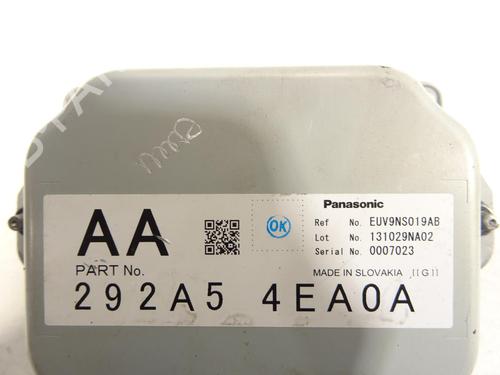 Panasonic
AA
OK
Ref No. EUV9NS019AB
Lot No. 131029NA02
Serial No. 0007023
PART No.
MADE IN SLOVAKIA [[G]]
292A5 4EA0A